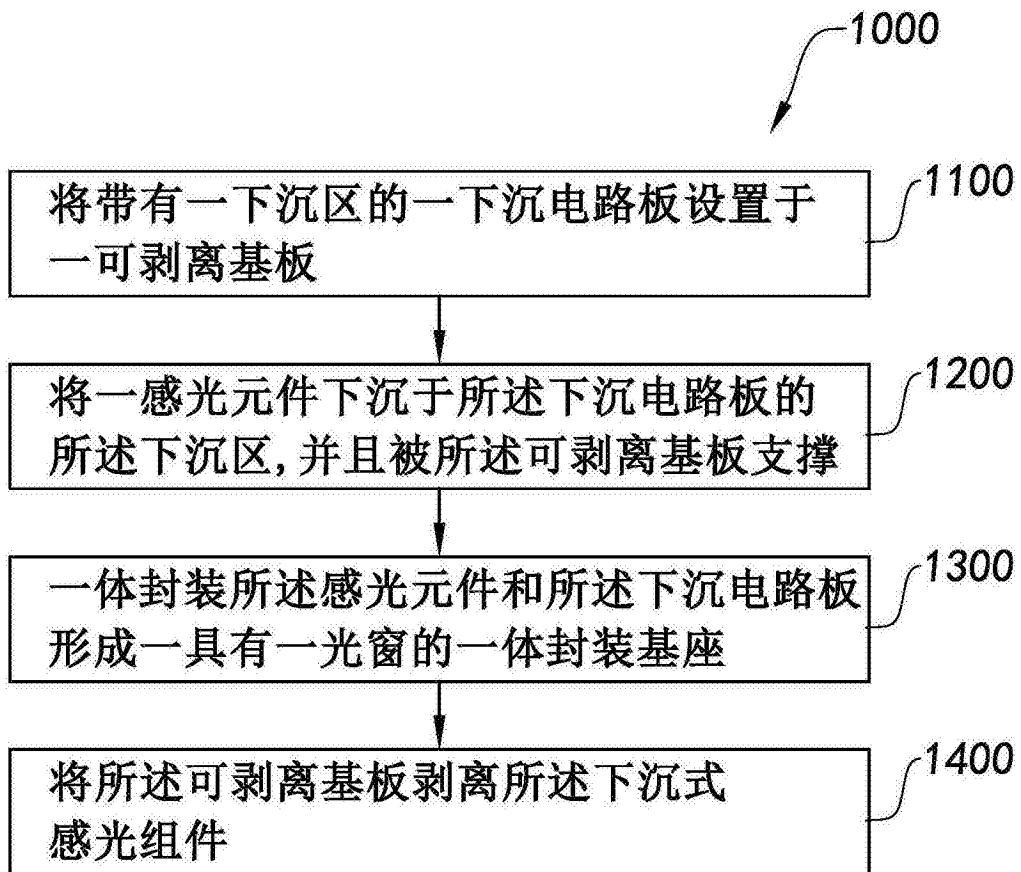 1000
1100
将带有一下沉区的一下沉电路板设置于
一可剥离基板
1200
将一感光元件下沉于所述下沉电路板的
所述下沉区,并且被所述可剥离基板支撑
1300
一体封装所述感光元件和所述下沉电路板
形成一具有一光窗的一体封装基座
1400
将所述可剥离基板剥离所述下沉式
感光组件